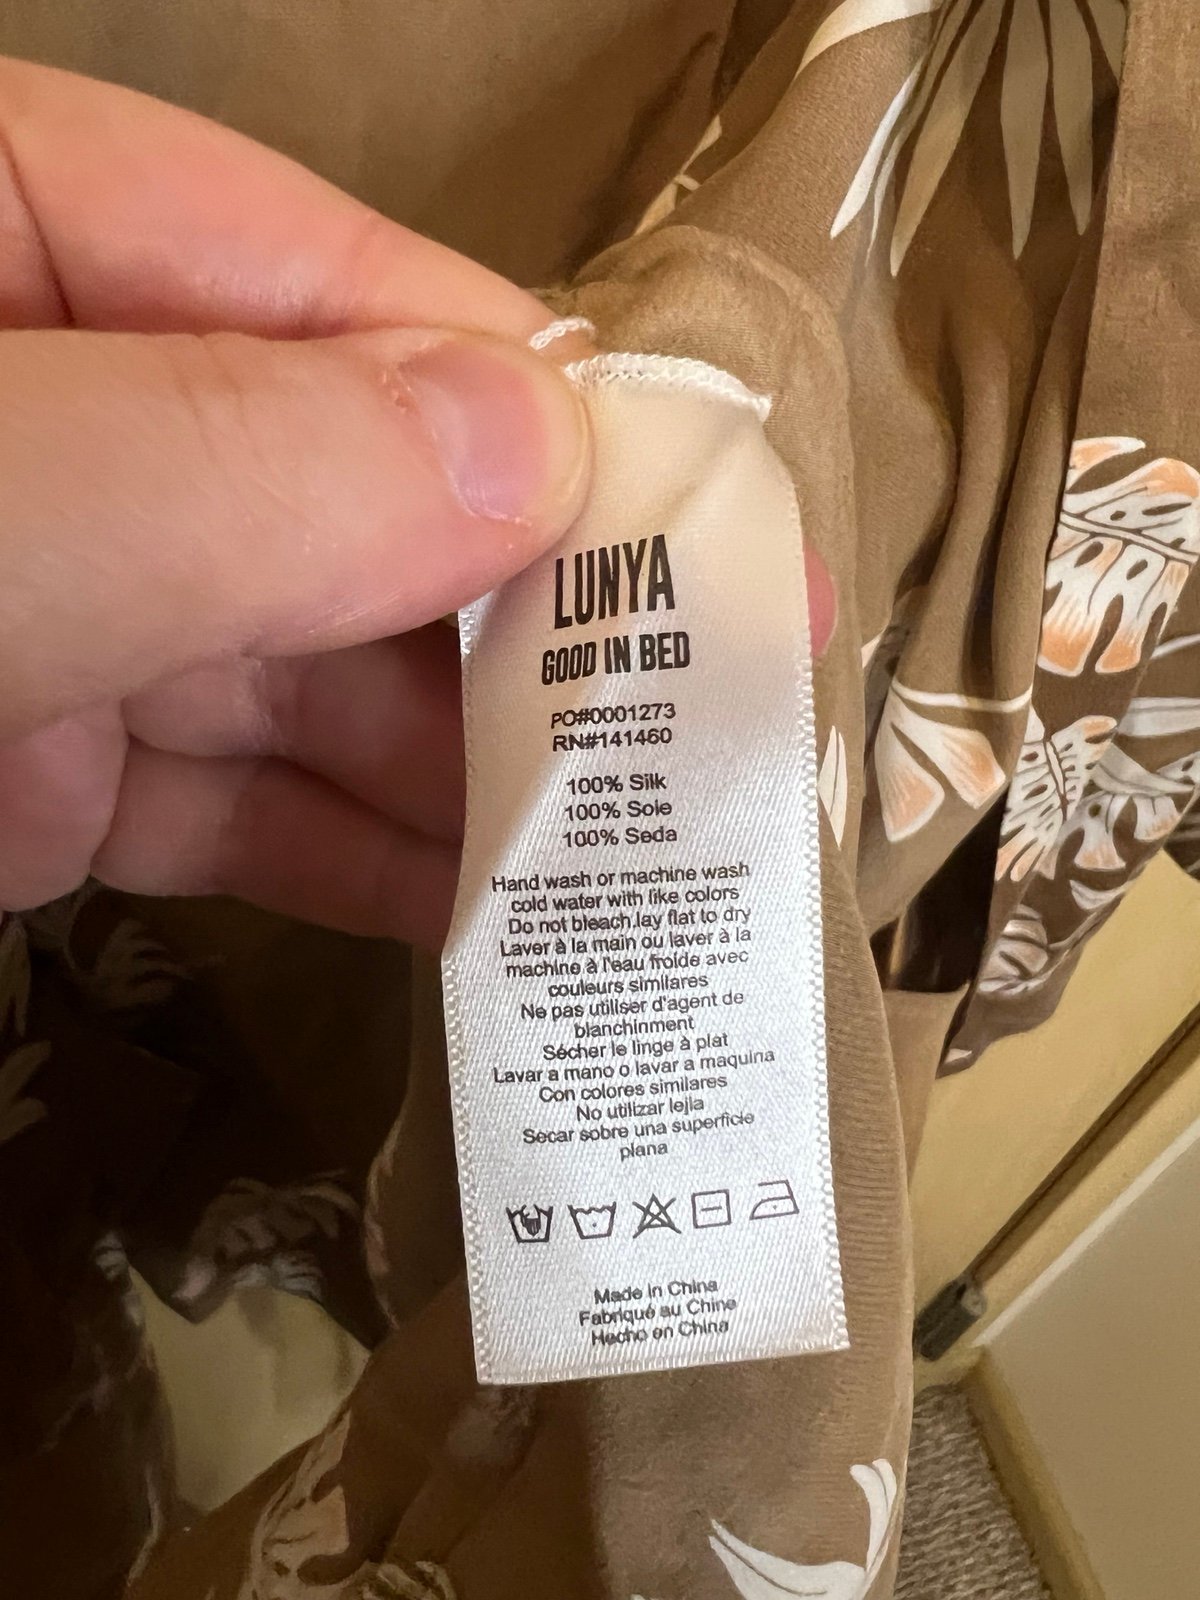 LUNYA
GOOD IN BED
PO#0001273
RN#141460
100% Silk
100% Soie
100% Seda
Hand wash or machine wash
cold water with like colors
Do not bleach.lay flat to dry
Laver à la main ou laver à la
machine à l'eau froide avec
couleurs similares
Ne pas utiliser d'agent de
blanchinment
Sécher le linge à plat
Lavar a mano o lavar a maquina
Con colores similares
No utilizar lejia
Secar sobre una superficie
plana
Made in China
Fabriqué au Chine
Hecho en China